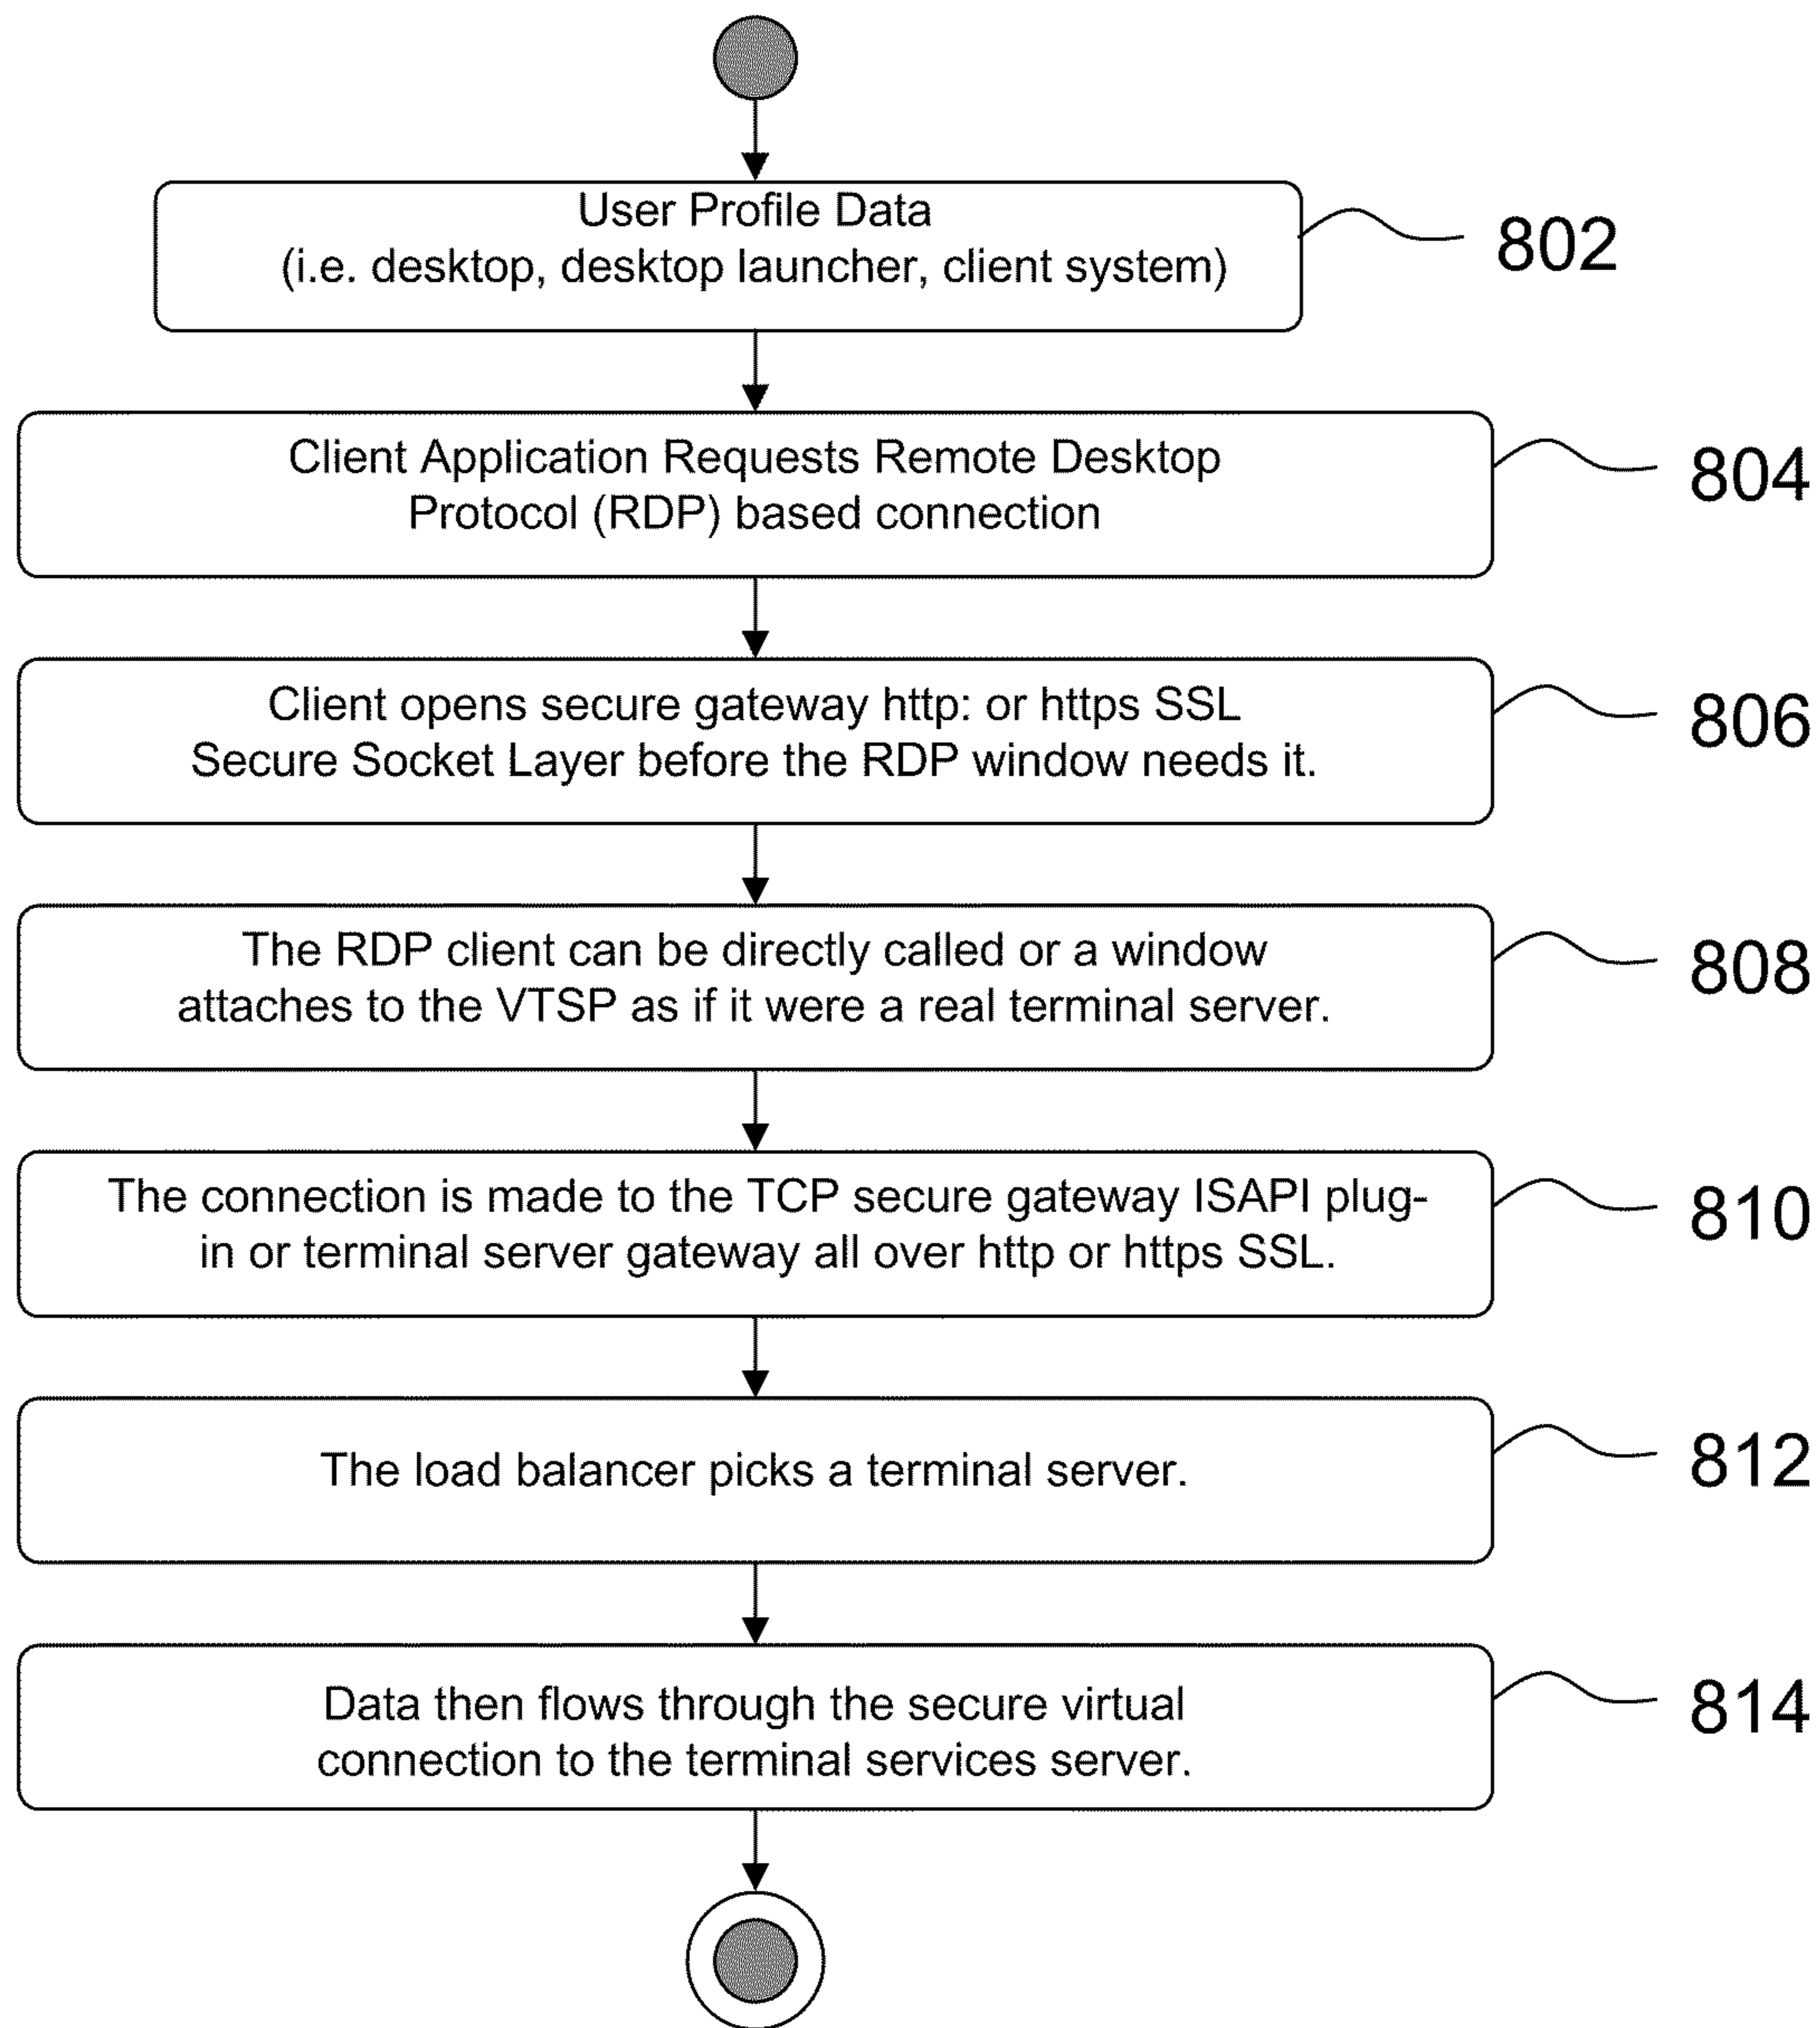 User Profile Data
(i.e. desktop, desktop launcher, client system)
802
Client Application Requests Remote Desktop
Protocol (RDP) based connection
804
Client opens secure gateway http: or https SSL
Secure Socket Layer before the RDP window needs it.
806
The RDP client can be directly called or a window
attaches to the VTSP as if it were a real terminal server.
808
The connection is made to the TCP secure gateway ISAPI plug-
in or terminal server gateway all over http or https SSL.
810
The load balancer picks a terminal server.
812
Data then flows through the secure virtual
connection to the terminal services server.
814